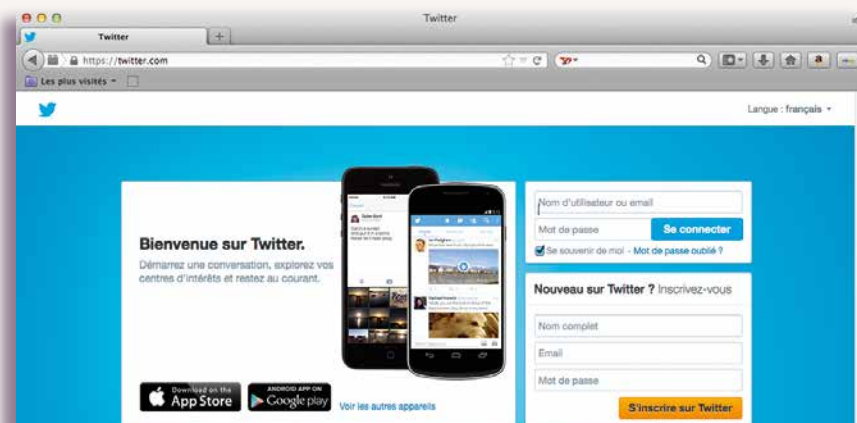 Twitter
Twitter
https://twitter.com
Les plus visités
Langue : français
Bienvenue sur Twitter.
Démarrez une conversation, explorez vos
centres d'intérêts et restez au courant.
Download on the
App Store
ANDROID APP ON
Google play
Voir les autres appareils
Nom d'utilisateur ou email
Mot de passe
Se connecter
Se souvenir de moi - Mot de passe oublié ?
Nouveau sur Twitter ? Inscrivez-vous
Nom complet
Email
Mot de passe
S'inscrire sur Twitter